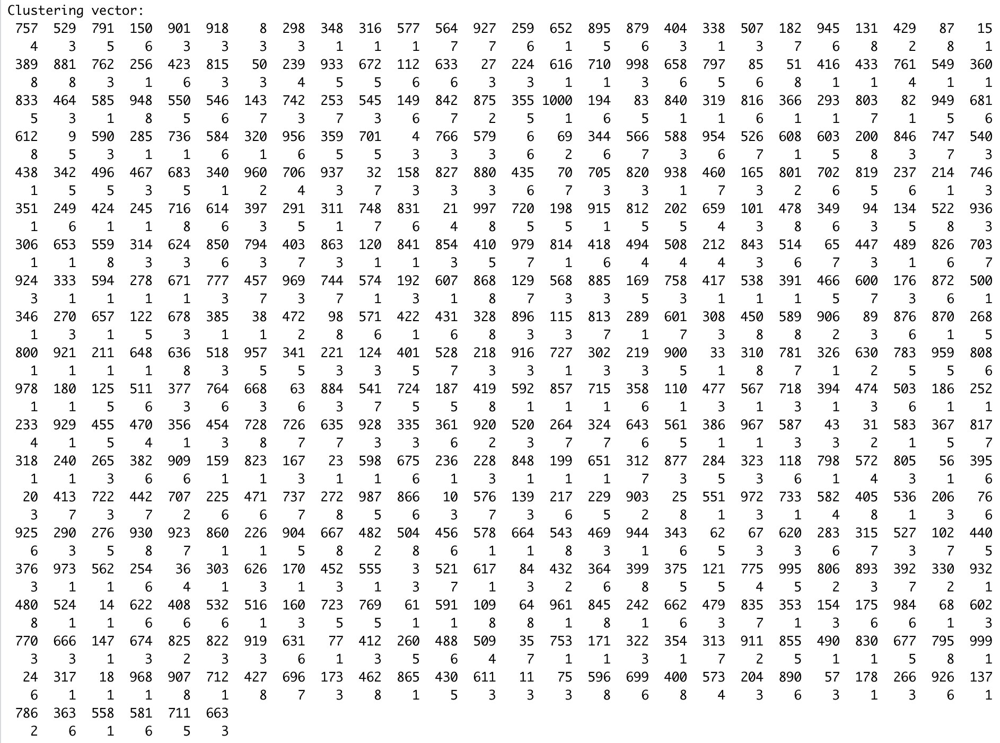 Clustering vector:
757 529 791 150 901 918 8 298 348 316 577 564 927 259 652 895 879 404 338 507 182 945 131 429 87 15
4 3 5 6 3 3 3 3 1 1 1 7 7 6 1 5 6 3 1 3 7 6 8 2 8 1
389 881 762 256 423 815 50 239 933 672 112 633 27 224 616 710 998 658 797 85 51 416 433 761 549 360
8 8 3 1 6 3 3 4 5 5 6 6 3 3 1 1 3 6 5 6 8 1 1 4 1 1
833 464 585 948 550 546 143 742 253 545 149 842 875 355 1000 194 83 840 319 816 366 293 803 82 949 681
5 3 1 8 5 6 7 3 7 3 6 7 2 5 1 6 5 1 1 6 1 1 7 1 5 6
612 9 590 285 736 584 320 956 359 701 4 766 579 6 69 344 566 588 954 526 608 603 200 846 747 540
8 5 3 1 1 6 1 6 5 5 3 3 3 6 2 6 7 3 6 7 1 5 8 3 7 3
438 342 496 467 683 340 960 706 937 32 158 827 880 435 70 705 820 938 460 165 801 702 819 237 214 746
1 5 5 3 5 1 2 4 3 7 3 3 3 6 7 3 3 1 7 3 2 6 5 6 1 3
351 249 424 245 716 614 397 291 311 748 831 21 997 720 198 915 812 202 659 101 478 349 94 134 522 936
1 6 1 1 8 6 3 5 1 7 6 4 8 5 5 1 5 5 4 3 8 6 3 5 8 3
306 653 559 314 624 850 794 403 863 120 841 854 410 979 814 418 494 508 212 843 514 65 447 489 826 703
1 1 8 3 3 6 3 7 3 1 1 3 5 7 1 6 4 4 4 3 6 7 3 1 6 7
924 333 594 278 671 777 457 969 744 574 192 607 868 129 568 885 169 758 417 538 391 466 600 176 872 500
3 1 1 1 1 3 7 3 7 1 3 1 8 7 3 3 5 3 1 1 1 5 7 3 6 1
346 270 657 122 678 385 38 472 98 571 422 431 328 896 115 813 289 601 308 450 589 906 89 876 870 268
1 3 1 5 3 1 1 2 8 6 1 6 8 3 3 7 1 7 3 8 8 2 3 6 1 5
800 921 211 648 636 518 957 341 221 124 401 528 218 916 727 302 219 900 33 310 781 326 630 783 959 808
1 1 1 1 8 3 5 5 3 3 5 7 3 3 1 3 3 5 1 8 7 1 2 5 5 6
978 180 125 511 377 764 668 63 884 541 724 187 419 592 857 715 358 110 477 567 718 394 474 503 186 252
1 1 5 6 3 6 3 6 3 7 5 5 8 1 1 1 6 1 3 1 3 1 3 6 1 1
233 929 455 470 356 454 728 726 635 928 335 361 920 520 264 324 643 561 386 967 587 43 31 583 367 817
4 1 5 4 1 3 8 7 7 3 3 6 2 3 7 7 6 5 1 1 3 3 2 1 5 7
318 240 265 382 909 159 823 167 23 598 675 236 228 848 199 651 312 877 284 323 118 798 572 805 56 395
1 1 3 6 6 1 1 3 1 1 6 1 3 1 1 1 7 3 5 3 6 1 4 3 1 6
20 413 722 442 707 225 471 737 272 987 866 10 576 139 217 229 903 25 551 972 733 582 405 536 206 76
3 7 3 7 2 6 6 7 8 5 6 3 7 3 6 5 2 8 1 3 1 4 8 1 3 6
925 290 276 930 923 860 226 904 667 482 504 456 578 664 543 469 944 343 62 67 620 283 315 527 102 440
6 3 5 8 7 1 1 5 8 2 8 6 1 1 8 3 1 6 5 3 3 6 7 3 7 5
376 973 562 254 36 303 626 170 452 555 3 521 617 84 432 364 399 375 121 775 995 806 893 392 330 932
3 1 1 6 4 1 3 1 3 1 3 7 1 3 2 6 8 5 5 4 5 2 3 7 2 1
480 524 14 622 408 532 516 160 723 769 61 591 109 64 961 845 242 662 479 835 353 154 175 984 68 602
8 1 1 6 6 6 1 3 5 5 1 1 8 8 1 8 1 6 3 7 1 3 6 6 1 3
770 666 147 674 825 822 919 631 77 412 260 488 509 35 753 171 322 354 313 911 855 490 830 677 795 999
3 3 1 3 2 3 3 6 1 3 5 6 4 7 1 1 3 1 7 2 5 1 1 5 8 1
24 317 18 968 907 712 427 696 173 462 865 430 611 11 75 596 699 400 573 204 890 57 178 266 926 137
6 1 1 1 8 1 8 7 3 8 1 5 3 3 3 8 6 8 4 3 6 3 1 3 6 1
786 363 558 581 711 663
2 6 1 6 5 3